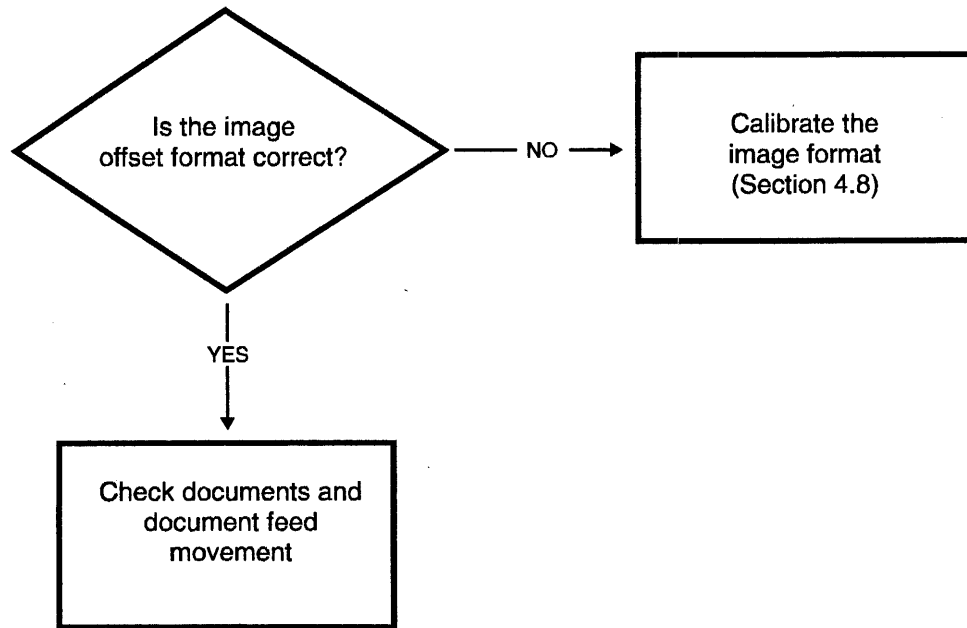 Is the image
offset format correct?
NO
Calibrate the
image format
(Section 4.8)
YES
Check documents and
document feed
movement